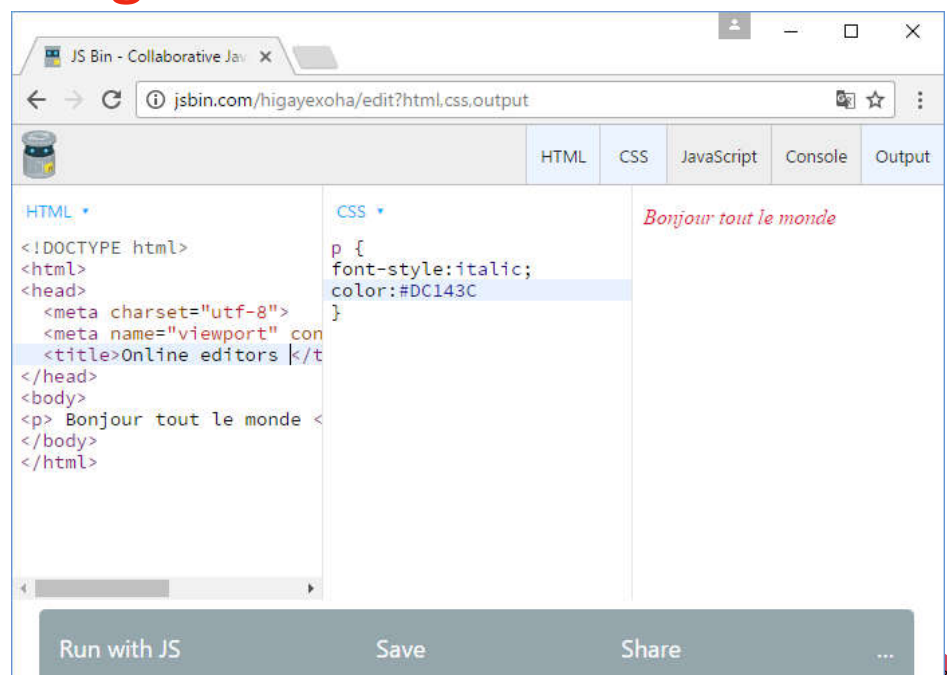 JS Bin - Collaborative Jav
jsbin.com/higayexoha/edit?html,css,output
HTML CSS JavaScript Console Output
HTML
<!DOCTYPE html>
<html>
<head>
<meta charset="utf-8">
<meta name="viewport" con
<title>Online editors </t
</head>
<body>
<p> Bonjour tout le monde <
</body>
</html>
CSS
p {
font-style:italic;
color:#DC143C
}
Bonjour tout le monde
Run with JS Save Share ...